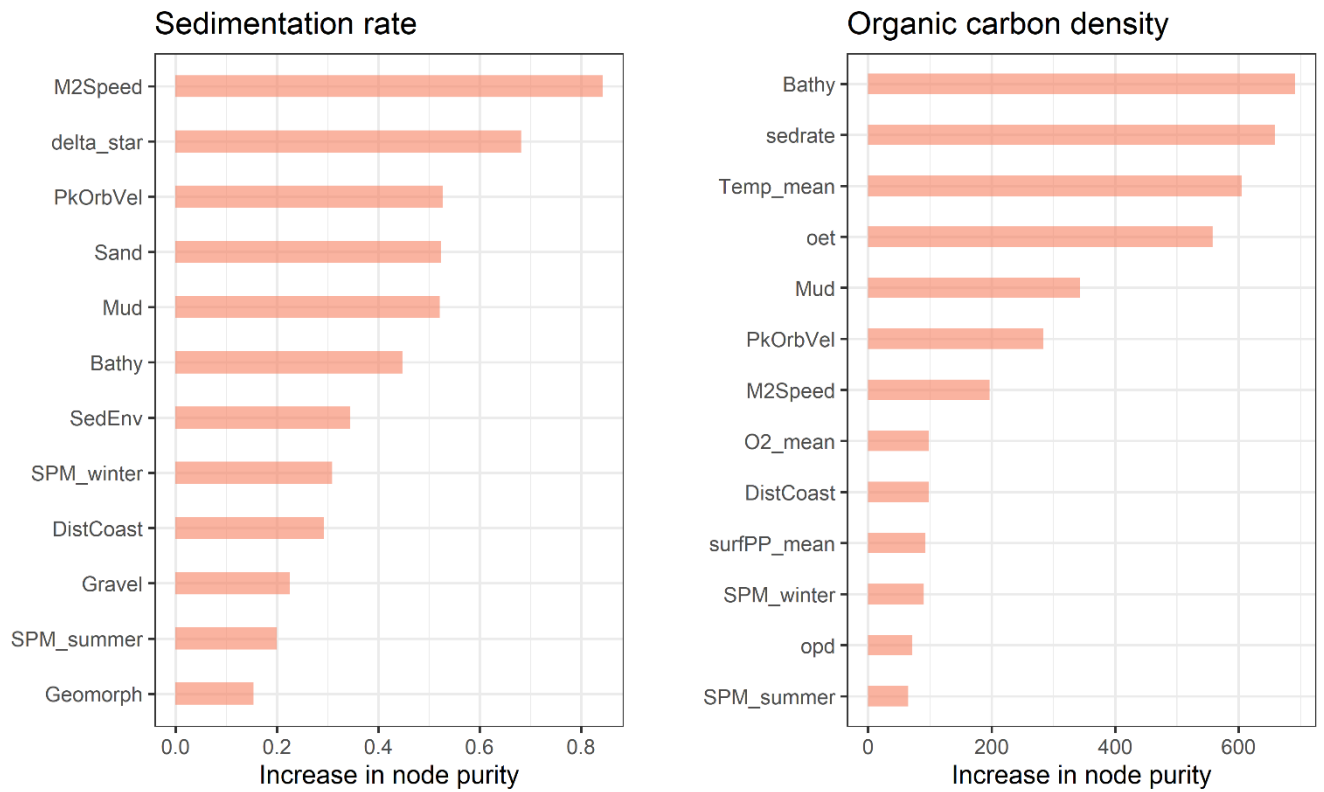 Sedimentation rate
M2Speed
delta_star
PkOrbVel
Sand
Mud
Bathy
SedEnv
SPM_winter
DistCoast
Gravel
SPM_summer
Geomorph
0.0 0.2 0.4 0.6 0.8
Increase in node purity
Organic carbon density
Bathy
sedrate
Temp_mean
oet
Mud
PkOrbVel
M2Speed
O2_mean
DistCoast
surfPP_mean
SPM_winter
opd
SPM_summer
0 200 400 600
Increase in node purity